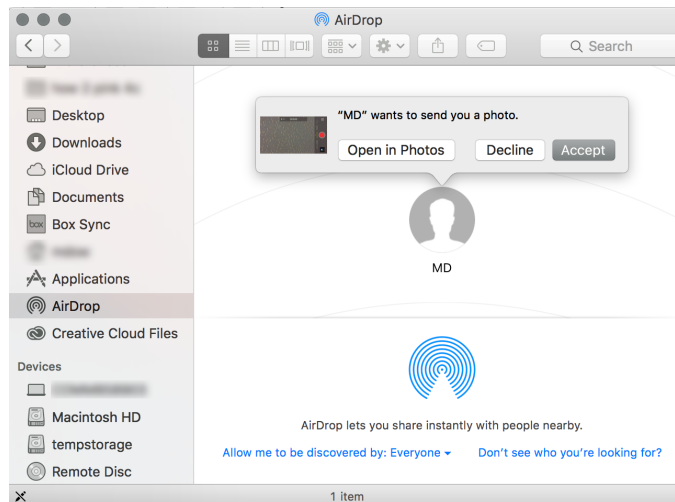 AirDrop
Search
Desktop
Downloads
iCloud Drive
Documents
box
Box Sync
Applications
AirDrop
Creative Cloud Files
Devices
Macintosh HD
tempstorage
Remote Disc
“MD” wants to send you a photo.
Open in Photos
Decline
Accept
MD
AirDrop lets you share instantly with people nearby.
Allow me to be discovered by: Everyone
Don't see who you're looking for?
1 item